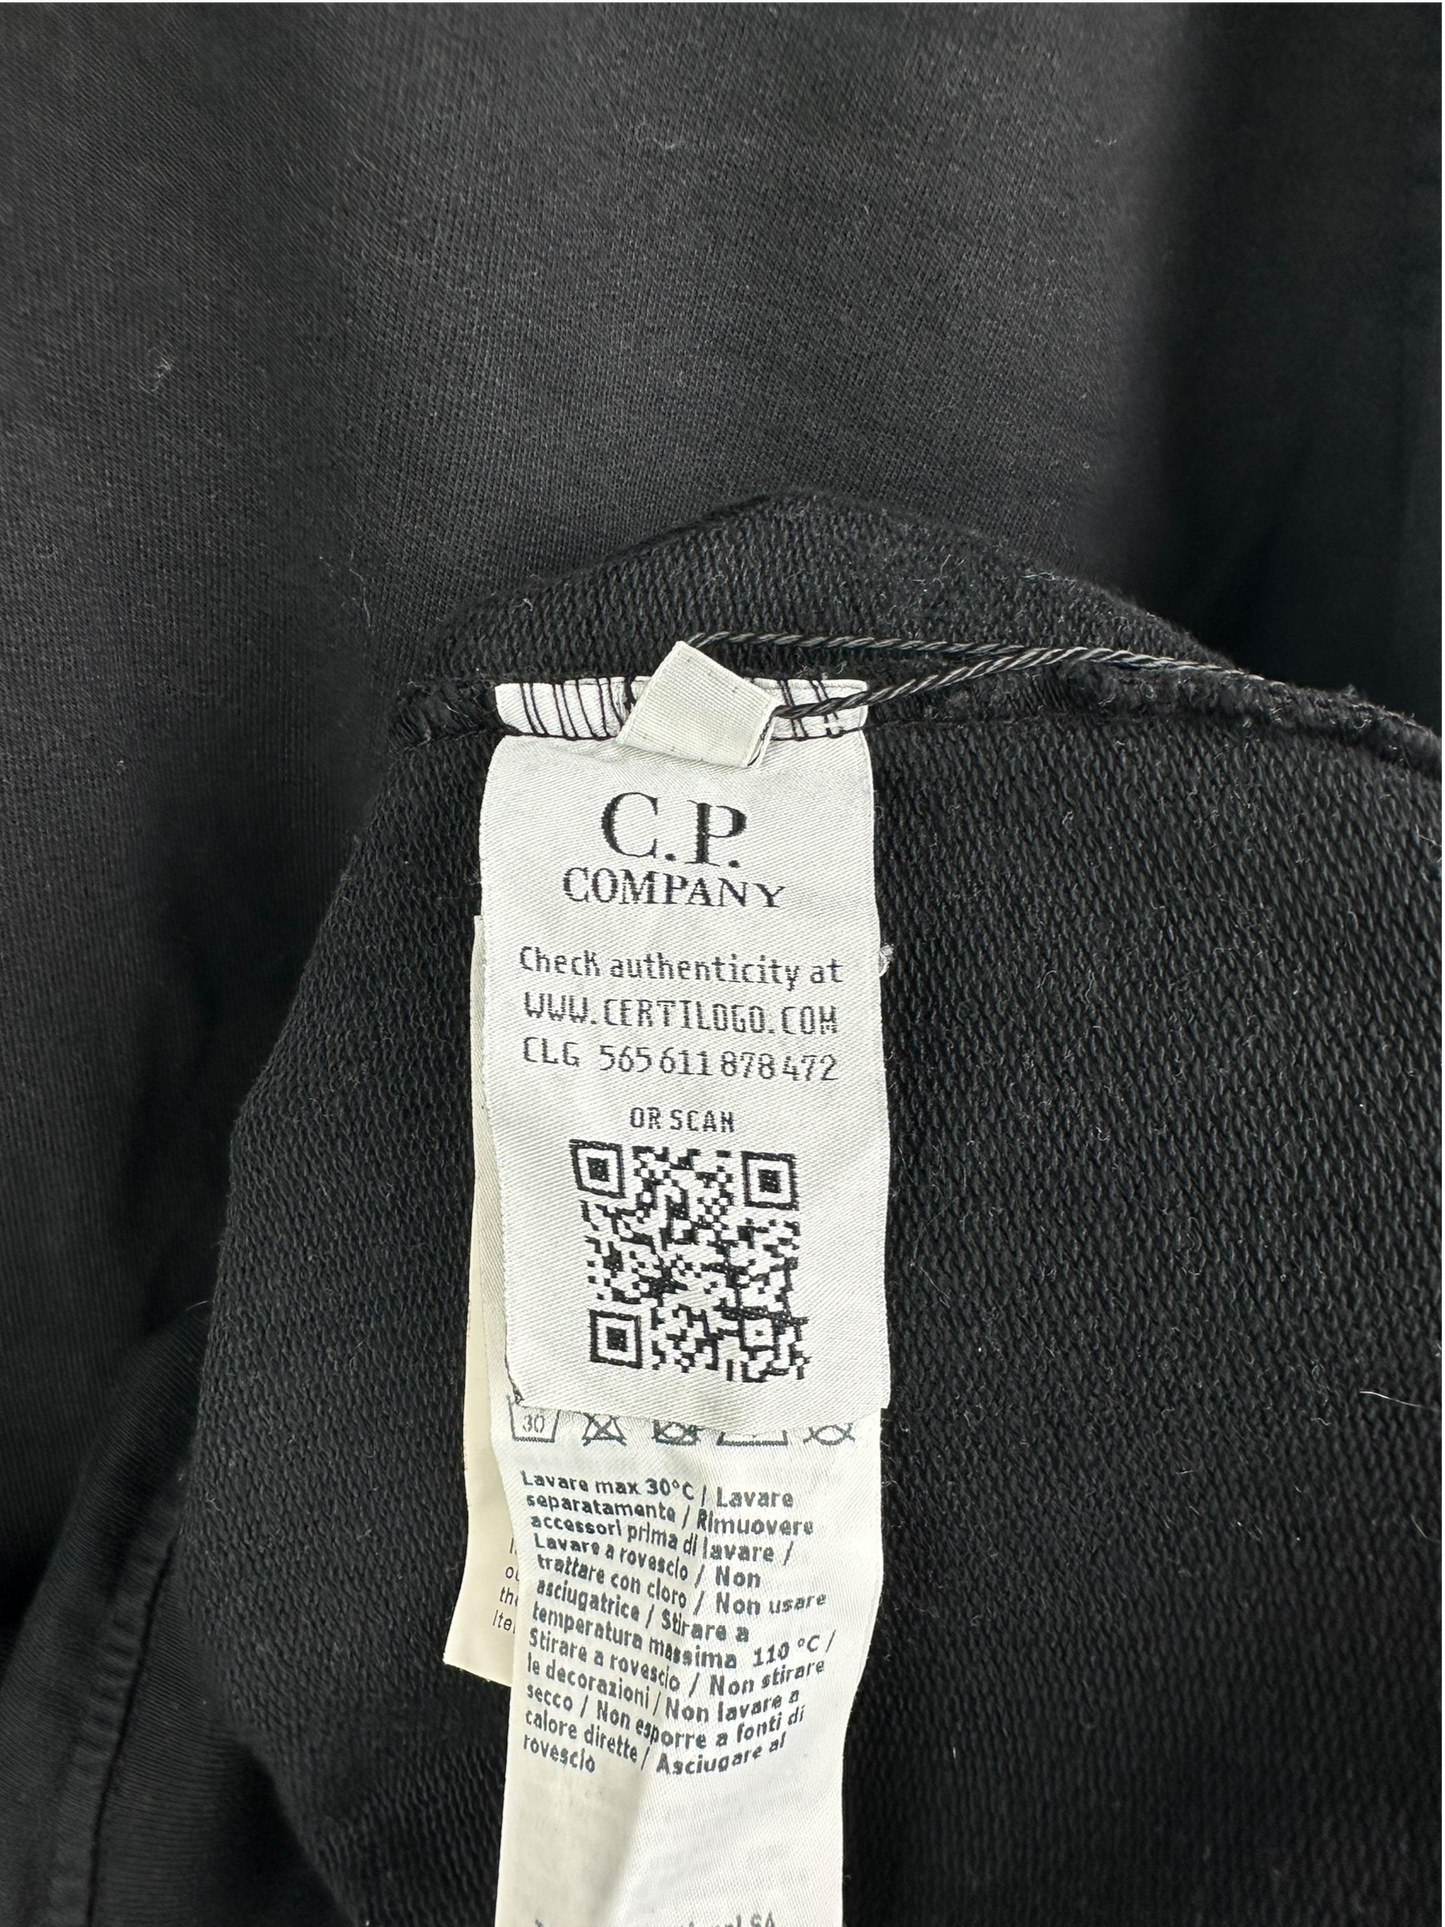 C.P.
COMPANY
Check authenticity at
WWW.CERTILOGO.COM
CLG 565 611 878 472
OR SCAN
30
Lavare max 30°C / Lavare
separatamente / Rimuovere
accessori prima di lavare /
Lavare a rovescio / Non
trattare con cloro / Non usare
asciugatrice / Stirare a
temperatura massima 110 °C /
Stirare a rovescio / Non stirare
le decorazioni / Non lavare a
secco / Non esporre a fonti di
calore dirette / Asciugare al
rovescio